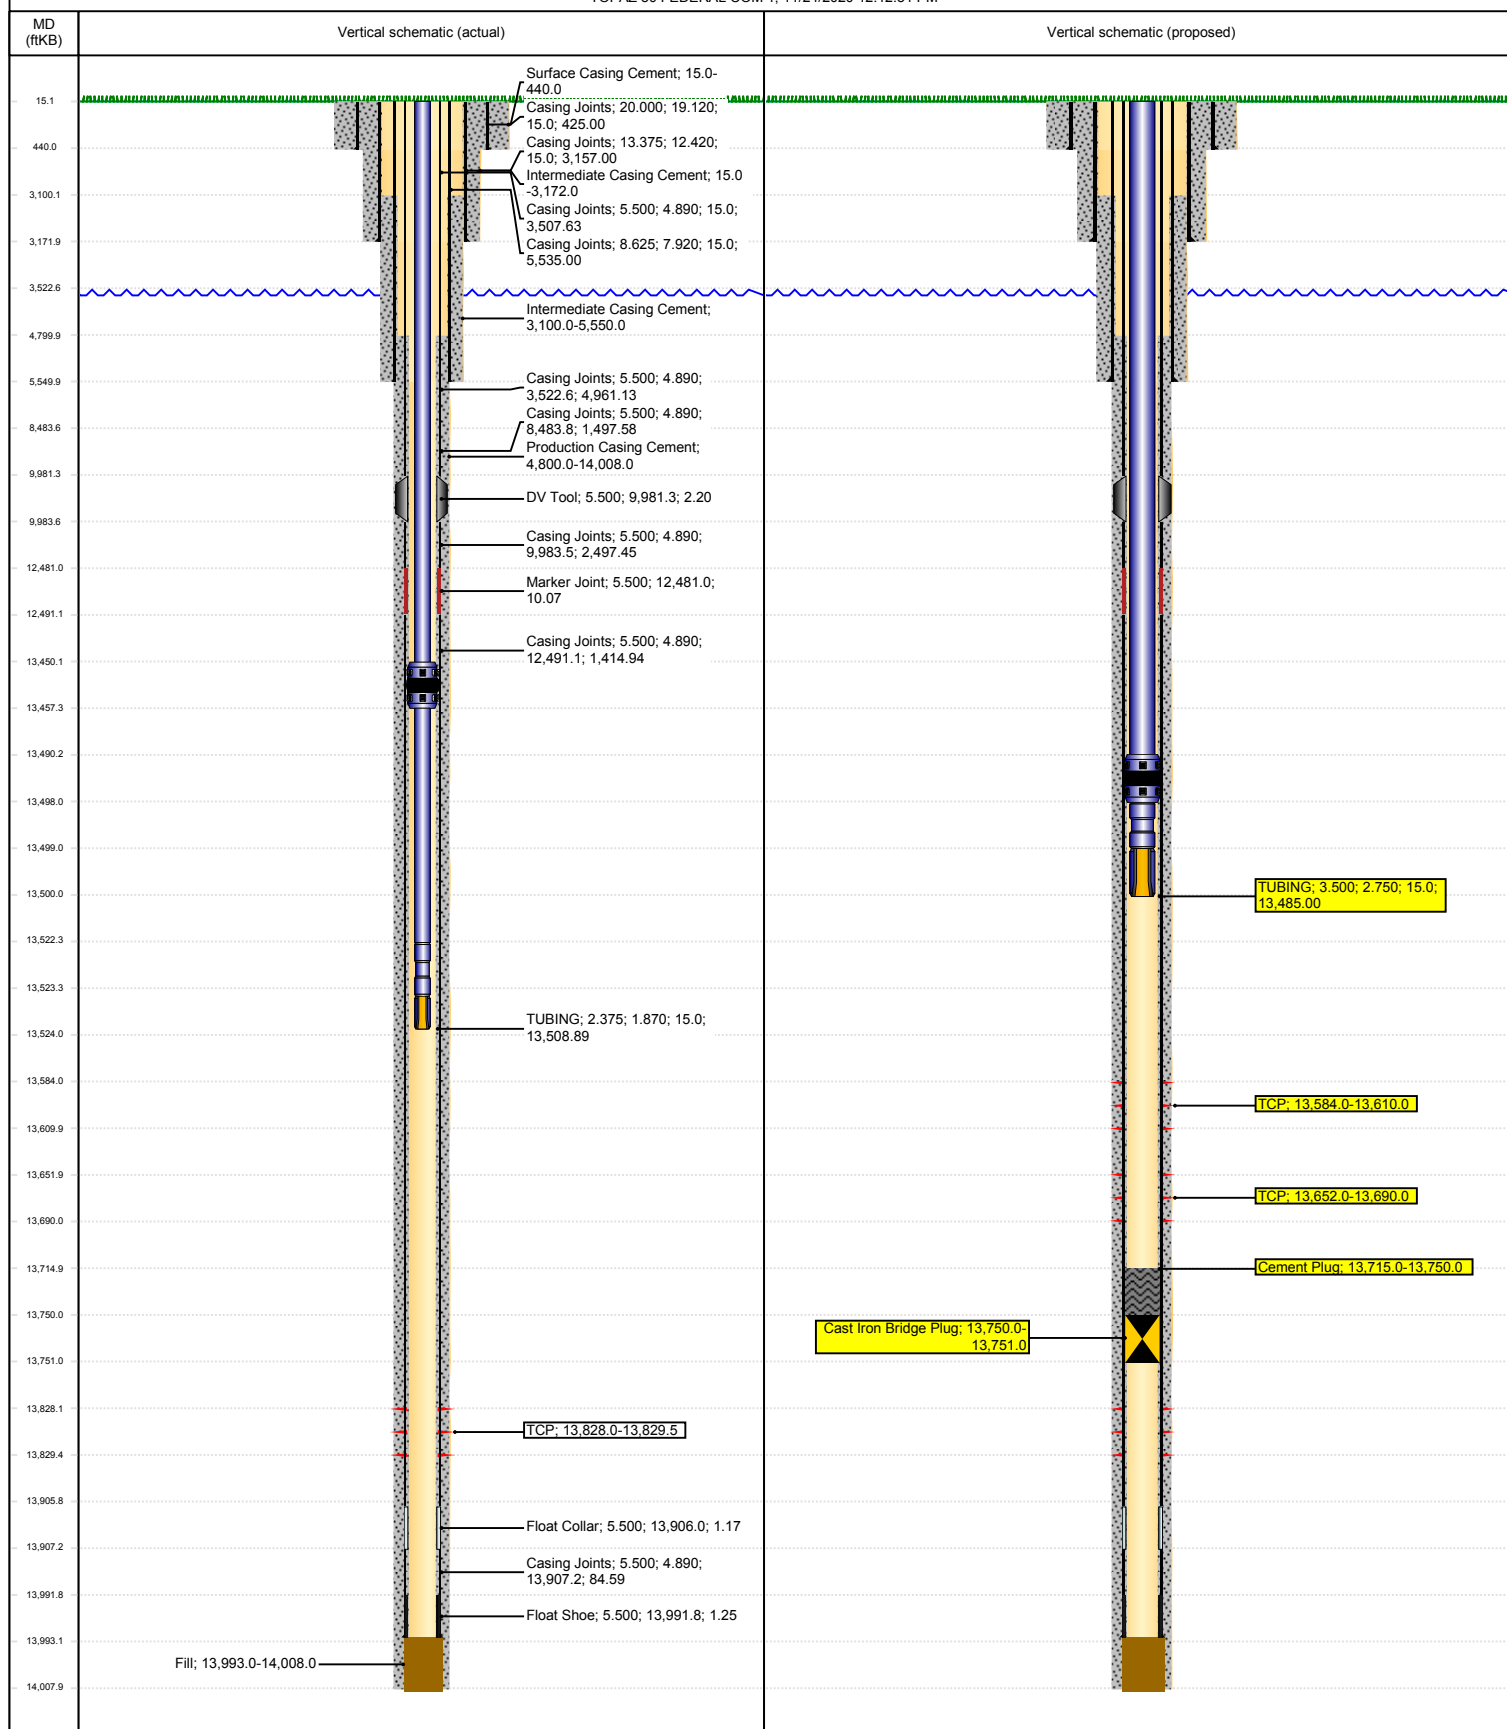 MD
(ftKB)
Vertical schematic (actual)
Vertical schematic (proposed)
15.1
440.0
3,100.1
3,171.9
3,522.6
4,799.9
5,549.9
8,483.6
9,981.3
9,983.6
12,481.0
12,491.1
13,450.1
13,457.3
13,490.2
13,498.0
13,499.0
13,500.0
13,522.3
13,523.3
13,524.0
13,584.0
13,609.9
13,651.9
13,690.0
13,714.9
13,750.0
13,751.0
13,828.1
13,829.4
13,905.8
13,907.2
13,991.8
13,993.1
14,007.9
Surface Casing Cement; 15.0-
440.0
Casing Joints; 20.000; 19.120;
15.0; 425.00
Casing Joints; 13.375; 12.420;
15.0; 3,157.00
Intermediate Casing Cement; 15.0
-3,172.0
Casing Joints; 5.500; 4.890; 15.0;
3,507.63
Casing Joints; 8.625; 7.920; 15.0;
5,535.00
Intermediate Casing Cement;
3,100.0-5,550.0
Casing Joints; 5.500; 4.890;
3,522.6; 4,961.13
Casing Joints; 5.500; 4.890;
8,483.8; 1,497.58
Production Casing Cement;
4,800.0-14,008.0
DV Tool; 5.500; 9,981.3; 2.20
Casing Joints; 5.500; 4.890;
9,983.5; 2,497.45
Marker Joint; 5.500; 12,481.0;
10.07
Casing Joints; 5.500; 4.890;
12,491.1; 1,414.94
TUBING; 2.375; 1.870; 15.0;
13,508.89
TCP; 13,828.0-13,829.5
Float Collar; 5.500; 13,906.0; 1.17
Casing Joints; 5.500; 4.890;
13,907.2; 84.59
Float Shoe; 5.500; 13,991.8; 1.25
Fill; 13,993.0-14,008.0
TUBING; 3.500; 2.750; 15.0;
13,485.00
TCP; 13,584.0-13,610.0
TCP; 13,652.0-13,690.0
Cement Plug; 13,715.0-13,750.0
Cast Iron Bridge Plug; 13,750.0-
13,751.0